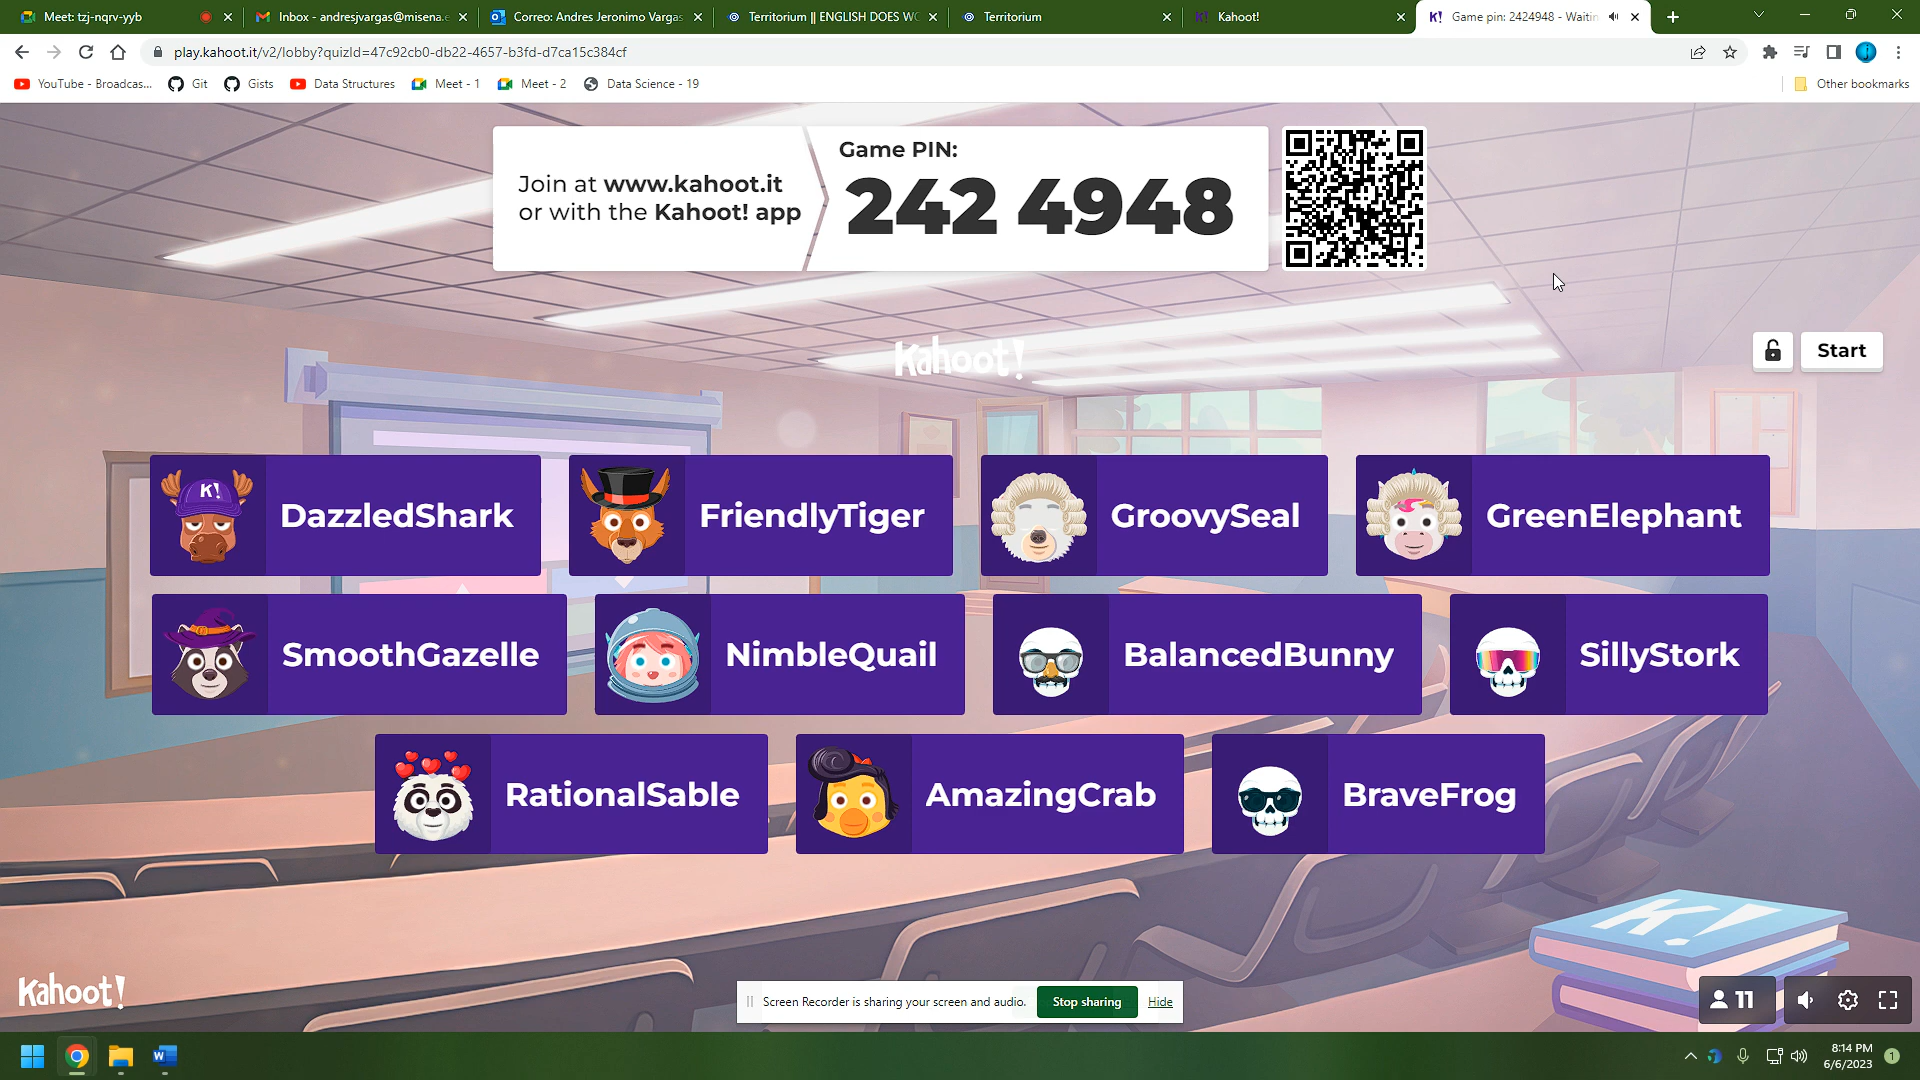 Meet: tzj-nqrv-yyb
Inbox - andresjvargas@misena.e
Correo: Andres Jeronimo Vargas
Territorium || ENGLISH DOES WO
Territorium
Kahoot!
Game pin: 2424948 - Waitin
play.kahoot.it/v2/lobby?quizId=47c92cb0-db22-4657-b3fd-d7ca15c384cf
YouTube - Broadcas...
Git
Gists
Data Structures
Meet - 1
Meet - 2
Data Science - 19
Other bookmarks
Join at www.kahoot.it
or with the Kahoot! app
Game PIN:
242 4948
Kahoot!
Start
K!
DazzledShark
FriendlyTiger
GroovySeal
GreenElephant
SmoothGazelle
NimbleQuail
BalancedBunny
SillyStork
RationalSable
AmazingCrab
BraveFrog
K!
Kahoot!
Screen Recorder is sharing your screen and audio.
Stop sharing
Hide
11
8:14 PM
6/6/2023
1